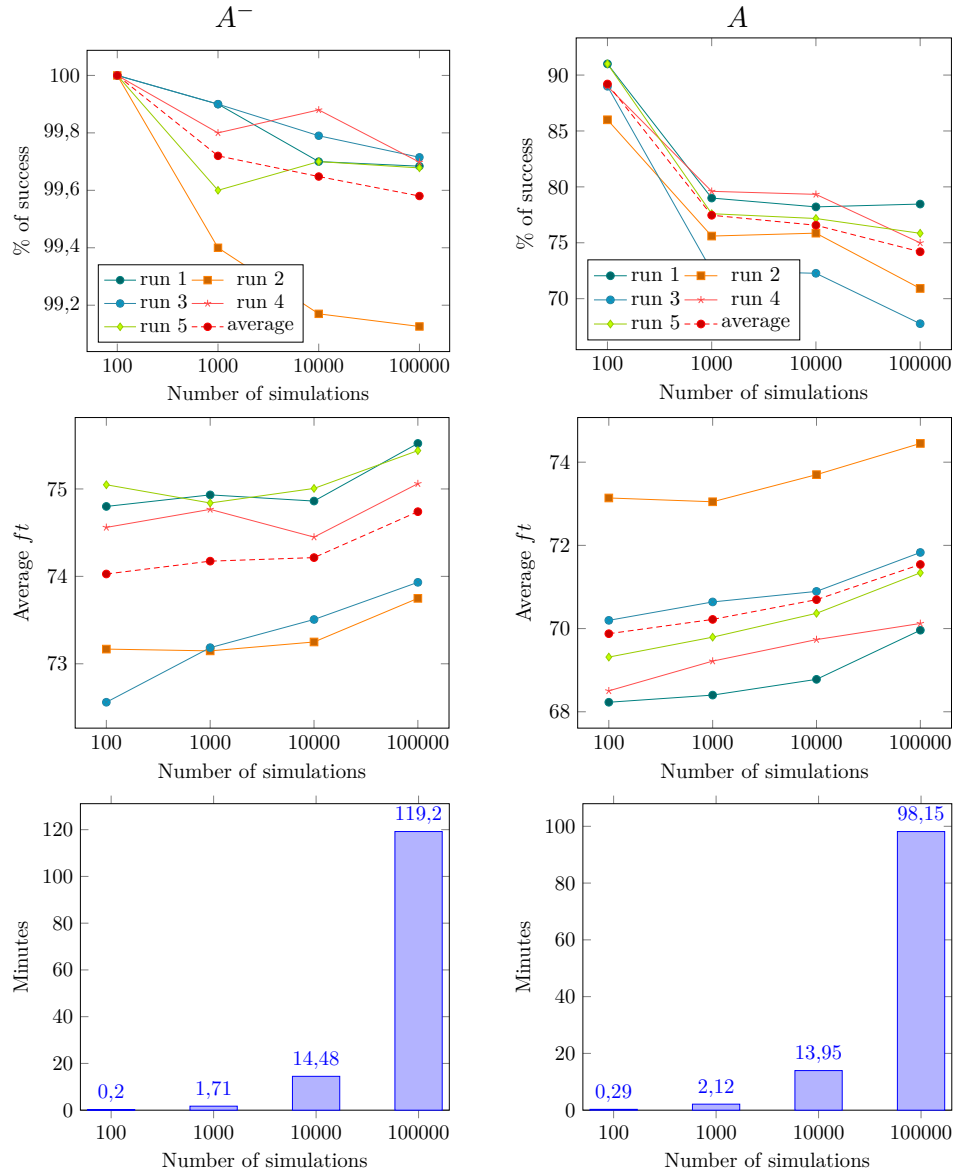 A−
A
100
99,8
99,6
99,4
99,2
% of success
run 1 run 2
run 3 run 4
run 5 average
100 1000 10000 100000
Number of simulations
90
85
80
75
70
% of success
run 1 run 2
run 3 run 4
run 5 average
100 1000 10000 100000
Number of simulations
75
74
73
Average ft
100 1000 10000 100000
Number of simulations
74
72
70
68
Average ft
100 1000 10000 100000
Number of simulations
120
100
80
60
40
20
0
Minutes
0,2 1,71 14,48 119,2
100 1000 10000 100000
Number of simulations
100
80
60
40
20
0
Minutes
0,29 2,12 13,95 98,15
100 1000 10000 100000
Number of simulations